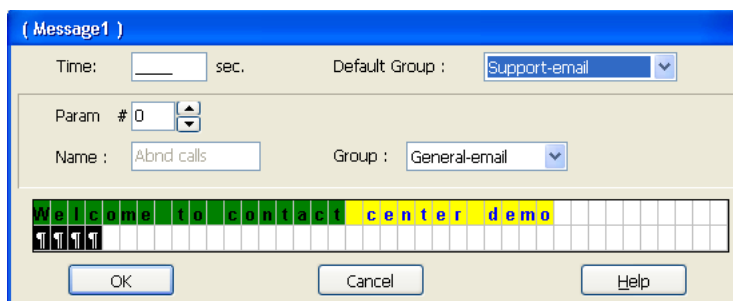 ( Message1 )
Time: ____ sec. Default Group : Support-email
Param # 0
Name : Abnd calls Group : General-email
Welcome to contact center demo
¶¶¶¶
OK Cancel Help